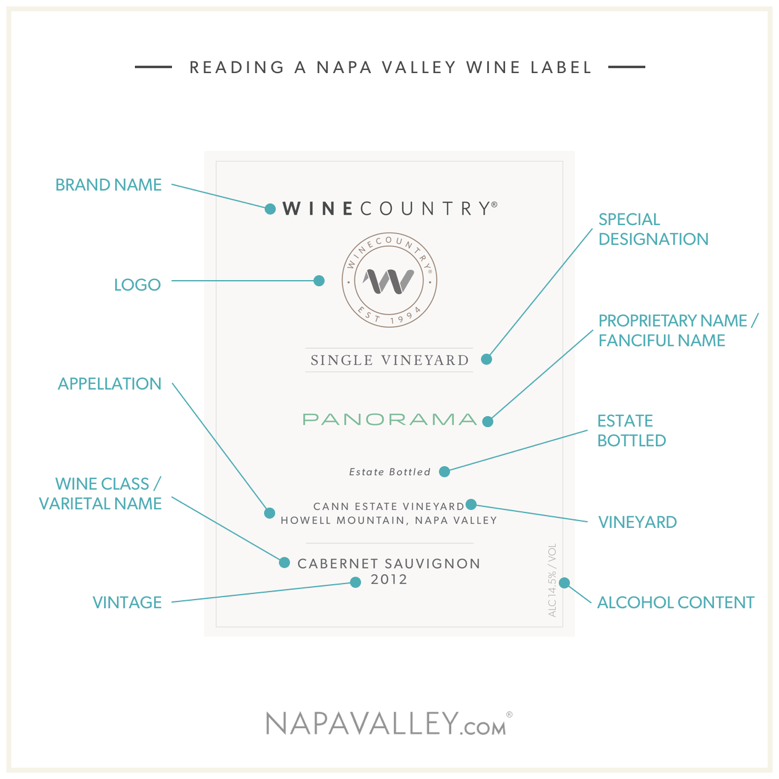 READING A NAPA VALLEY WINE LABEL
BRAND NAME
WINECOUNTRY®
SPECIAL
DESIGNATION
WINECOUNTRY®
EST 1994
LOGO
PROPRIETARY NAME /
FANCIFUL NAME
SINGLE VINEYARD
APPELLATION
PANORAMA
ESTATE
BOTTLED
Estate Bottled
WINE CLASS /
VARIETAL NAME
CANN ESTATE VINEYARD
HOWELL MOUNTAIN, NAPA VALLEY
VINEYARD
CABERNET SAUVIGNON
2012
VINTAGE
ALC 14.5% / VOL
ALCOHOL CONTENT
NAPAVALLEY.COM®